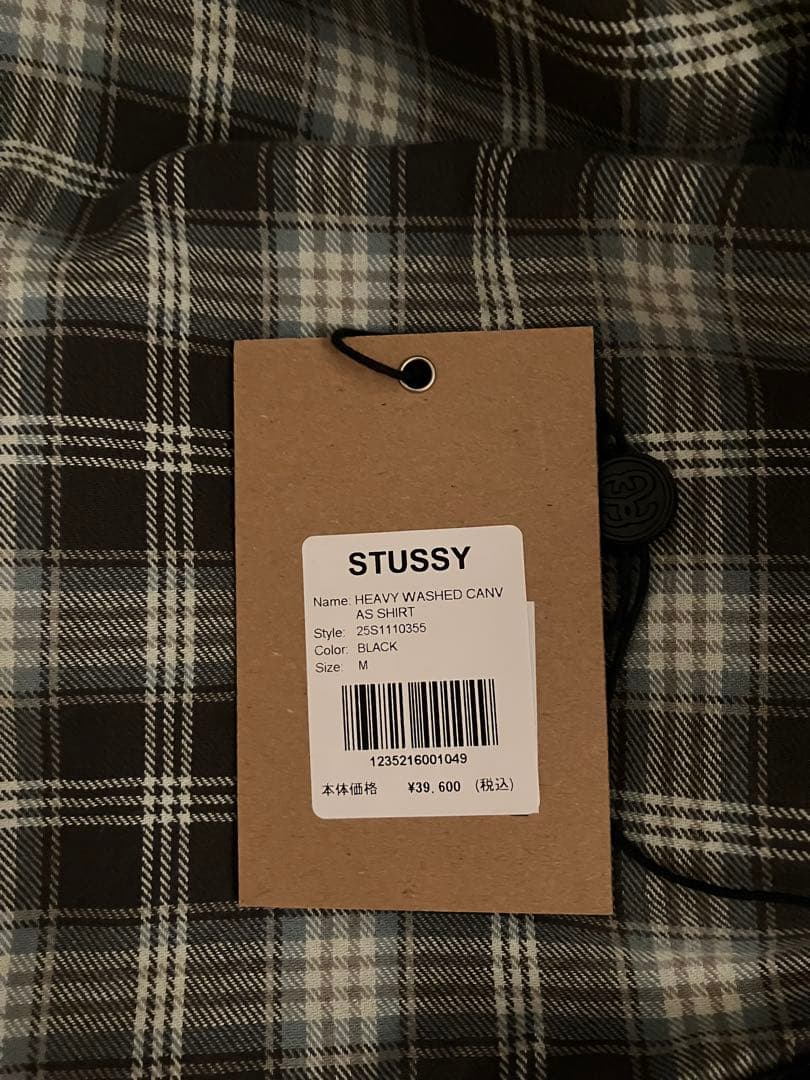 STUSSY
Name: HEAVY WASHED CANV
AS SHIRT
Style: 25S1110355
Color: BLACK
Size: M
1235216001049
本体価格 ¥39,600 (税込)